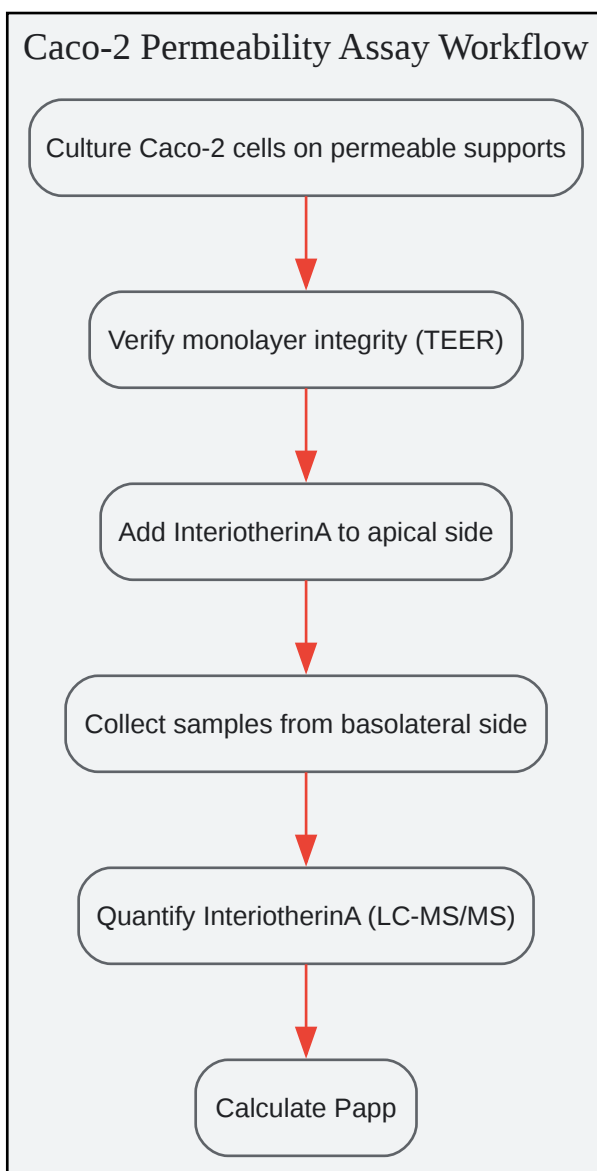 Caco-2 Permeability Assay Workflow
Culture Caco-2 cells on permeable supports
Verify monolayer integrity (TEER)
Add InteriotherinA to apical side
Collect samples from basolateral side
Quantify InteriotherinA (LC-MS/MS)
Calculate Papp